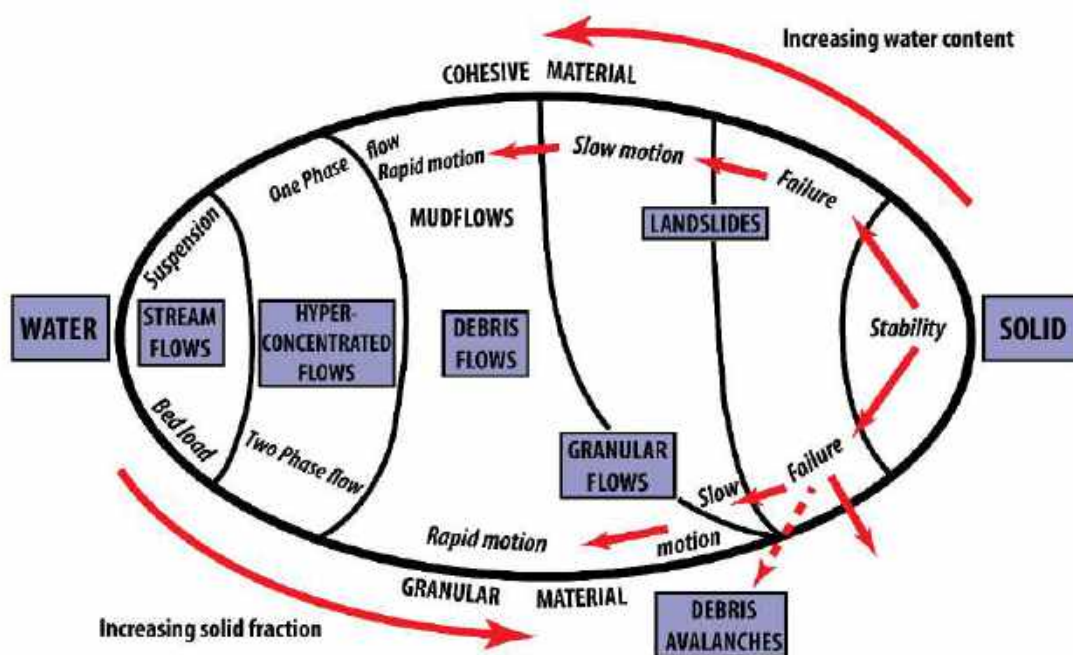 Increasing water content
COHESIVE MATERIAL
One Phase flow
Rapid motion
Slow motion
Failure
Suspension
MUDFLOWS
LANDSLIDES
WATER
STREAM
FLOWS
HYPER-
CONCENTRATED
FLOWS
DEBRIS
FLOWS
Stability
SOLID
Bed load
Two Phase flow
GRANULAR
FLOWS
Failure
Slow
motion
Rapid motion
GRANULAR MATERIAL
DEBRIS
AVALANCHES
Increasing solid fraction